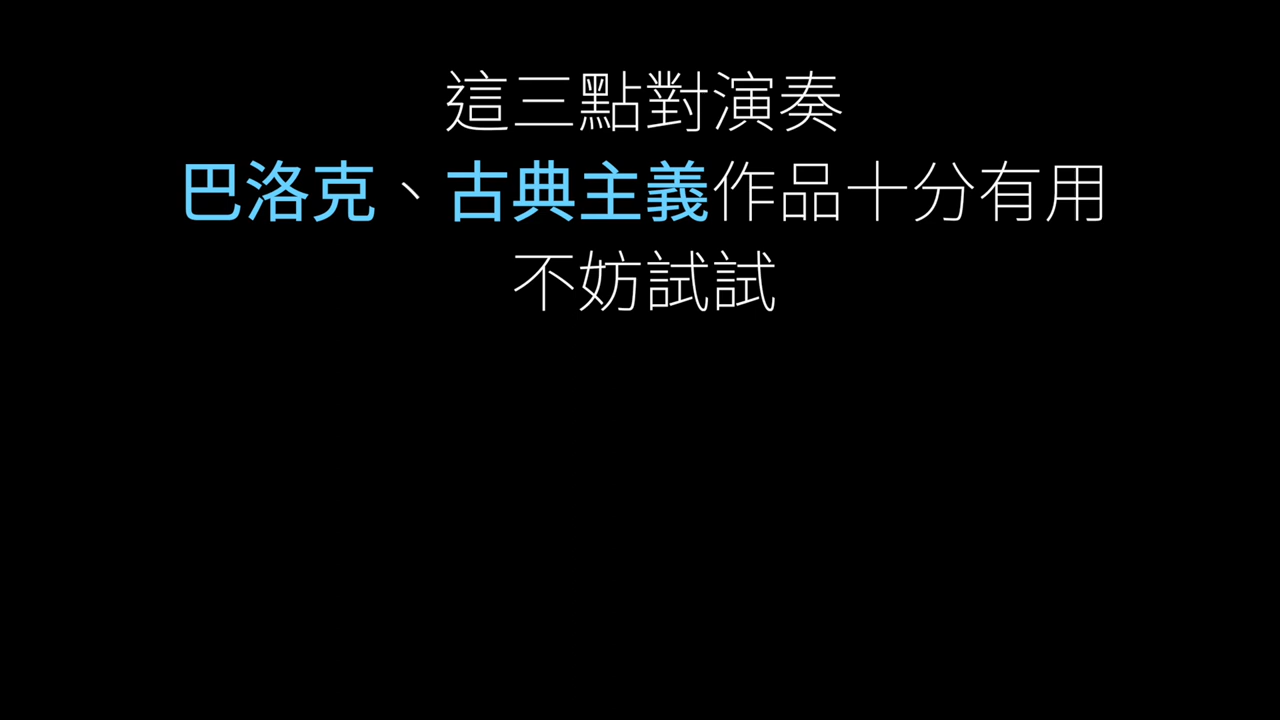 這三點對演奏
巴洛克、古典主義作品十分有用
不妨試試